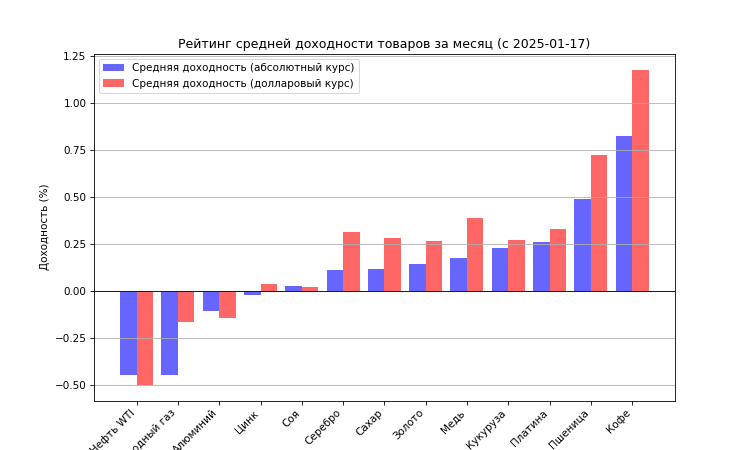 Рейтинг средней доходности товаров за месяц (с 2025-01-17)
Средняя доходность (абсолютный курс)
Средняя доходность (долларовый курс)
Доходность (%)
1.25
1.00
0.75
0.50
0.25
0.00
−0.25
−0.50
Нефть WTI
газ
Алюминий
Цинк
Соя
Серебро
Сахар
Золото
Медь
Кукуруза
Платина
Пшеница
Кофе